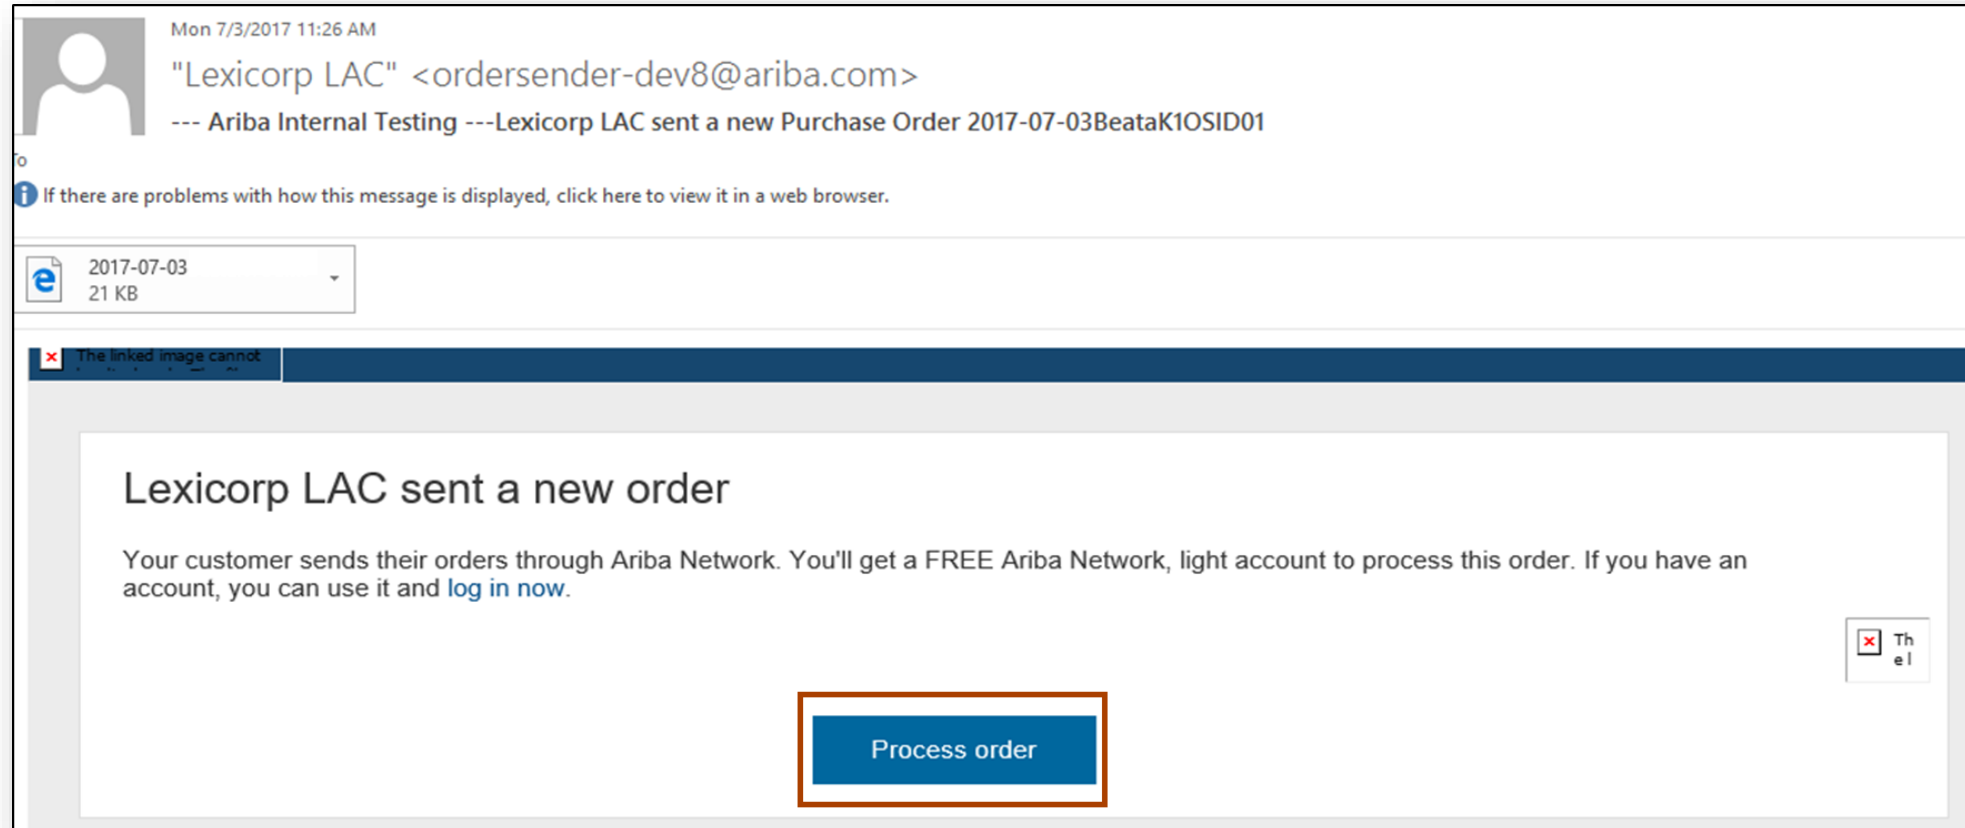 Mon 7/3/2017 11:26 AM
"Lexicorp LAC" <ordersender-dev8@ariba.com>
--- Ariba Internal Testing ---Lexicorp LAC sent a new Purchase Order 2017-07-03BeataK1OSID01
To
If there are problems with how this message is displayed, click here to view it in a web browser.
2017-07-03
21 KB
The linked image cannot
Lexicorp LAC sent a new order
Your customer sends their orders through Ariba Network. You'll get a FREE Ariba Network, light account to process this order. If you have an
account, you can use it and log in now.
Th
e l
Process order